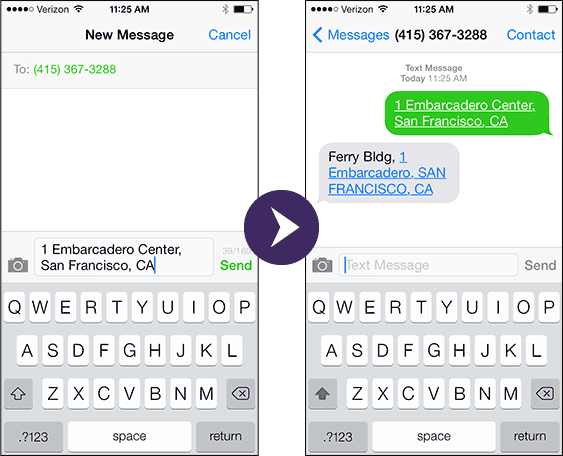 Verizon 11:25 AM
New Message Cancel
To: (415) 367-3288
1 Embarcadero Center,
San Francisco, CA
39/160
Send
Q W E R T Y U I O P
A S D F G H J K L
Z X C V B N M
.?123 space return
Verizon 11:25 AM
Messages (415) 367-3288 Contact
Text Message
Today 11:25 AM
1 Embarcadero Center,
San Francisco, CA
Ferry Bldg, 1
Embarcadero, SAN
FRANCISCO, CA
Text Message Send
Q W E R T Y U I O P
A S D F G H J K L
Z X C V B N M
.?123 space return